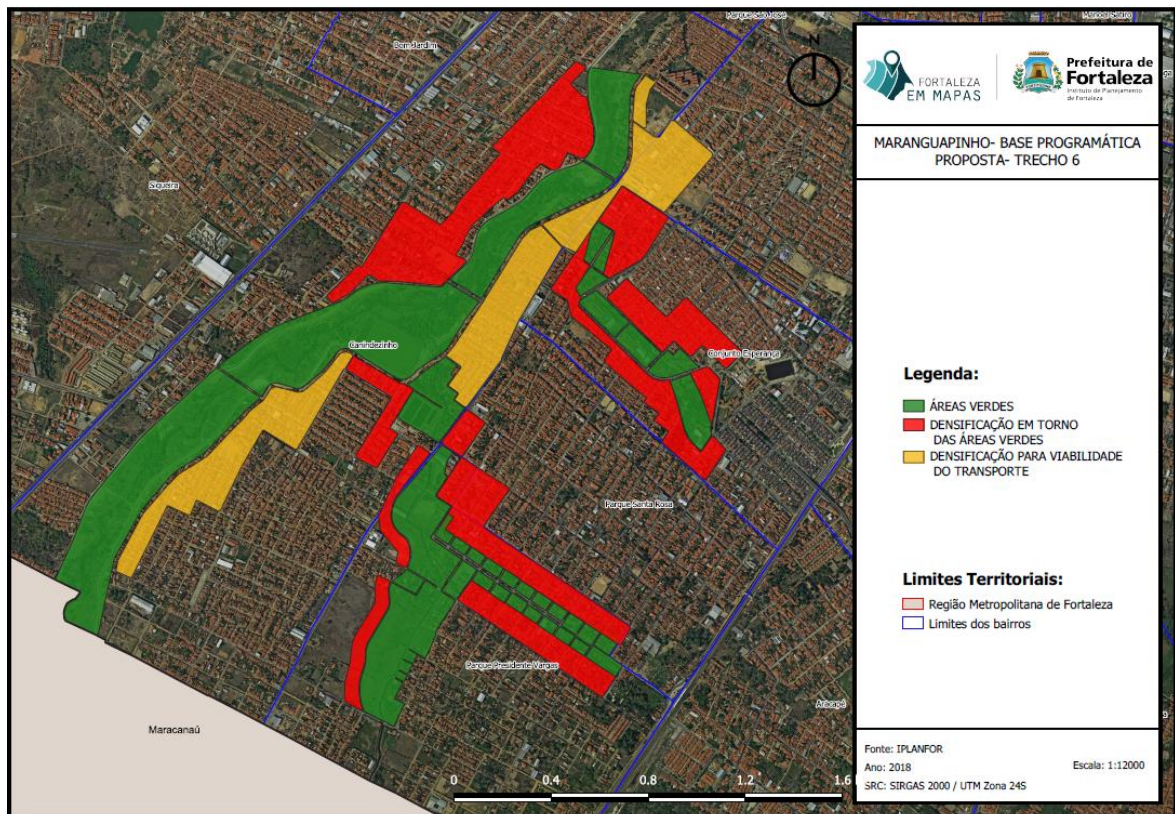 Parque São José
Manoel Sátiro
Bom Jardim
N
Siqueira
Canindezinho
Conjunto Esperança
Parque Santa Rosa
Parque Presidente Vargas
Aracapé
Maracanaú
0 0.4 0.8 1.2 1.6
FORTALEZA
EM MAPAS
Prefeitura de
Fortaleza
Instituto de Planejamento
de Fortaleza
MARANGUAPINHO- BASE PROGRAMÁTICA
PROPOSTA- TRECHO 6
Legenda:
ÁREAS VERDES
DENSIFICAÇÃO EM TORNO
DAS ÁREAS VERDES
DENSIFICAÇÃO PARA VIABILIDADE
DO TRANSPORTE
Limites Territoriais:
Região Metropolitana de Fortaleza
Limites dos bairros
Fonte: IPLANFOR
Ano: 2018
Escala: 1:12000
SRC: SIRGAS 2000 / UTM Zona 24S